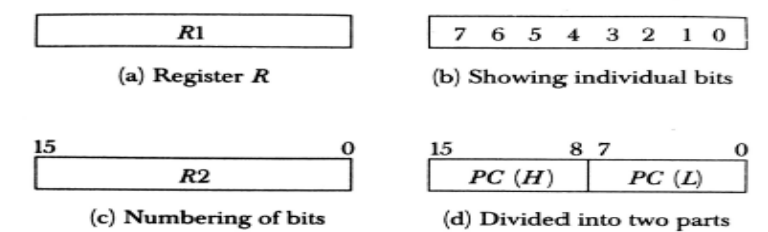 R1
7 6 5 4 3 2 1 0
(a) Register R
(b) Showing individual bits
15 0
15 8 7 0
R2
PC (H) PC (L)
(c) Numbering of bits
(d) Divided into two parts